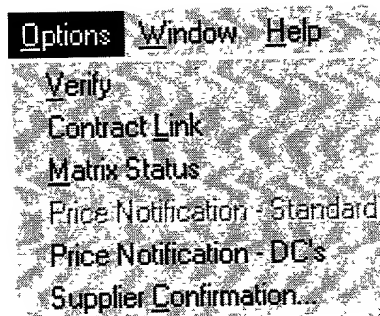 Options Window Help
Verify
Contract Link
Matrix Status
Price Notification - Standard
Price Notification - DC's
Supplier Confirmation...